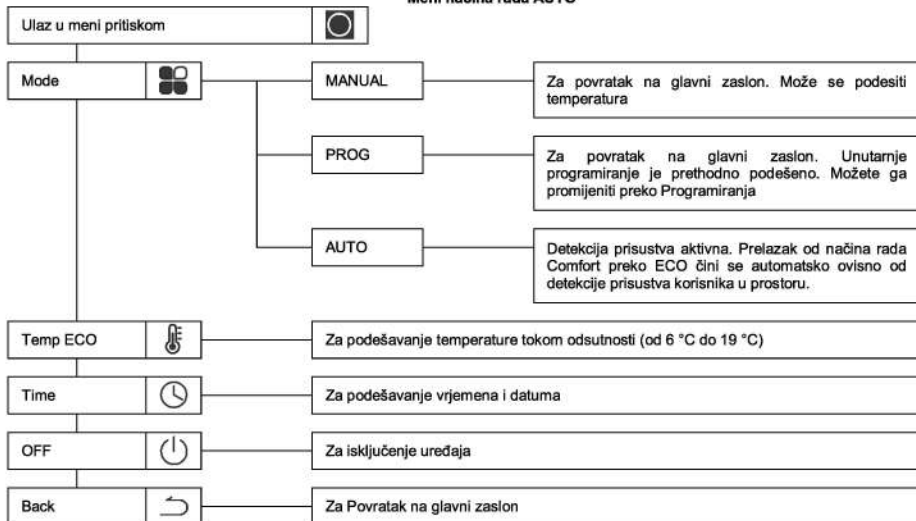 Meni načina rada AUTO
Ulaz u meni pritiskom
Mode
MANUAL
Za povratak na glavni zaslon. Može se podesiti
temperatura
PROG
Za povratak na glavni zaslon. Unutarnje
programiranje je prethodno podešeno. Možete ga
promijeniti preko Programiranja
AUTO
Detekcija prisustva aktivna. Prelazak od načina rada
Comfort preko ECO čini se automatsko ovisno od
detekcije prisustva korisnika u prostoru.
Temp ECO
Za podešavanje temperature tokom odsutnosti (od 6 °C do 19 °C)
Time
Za podešavanje vrjemena i datuma
OFF
Za isključenje uređaja
Back
Za Povratak na glavni zaslon